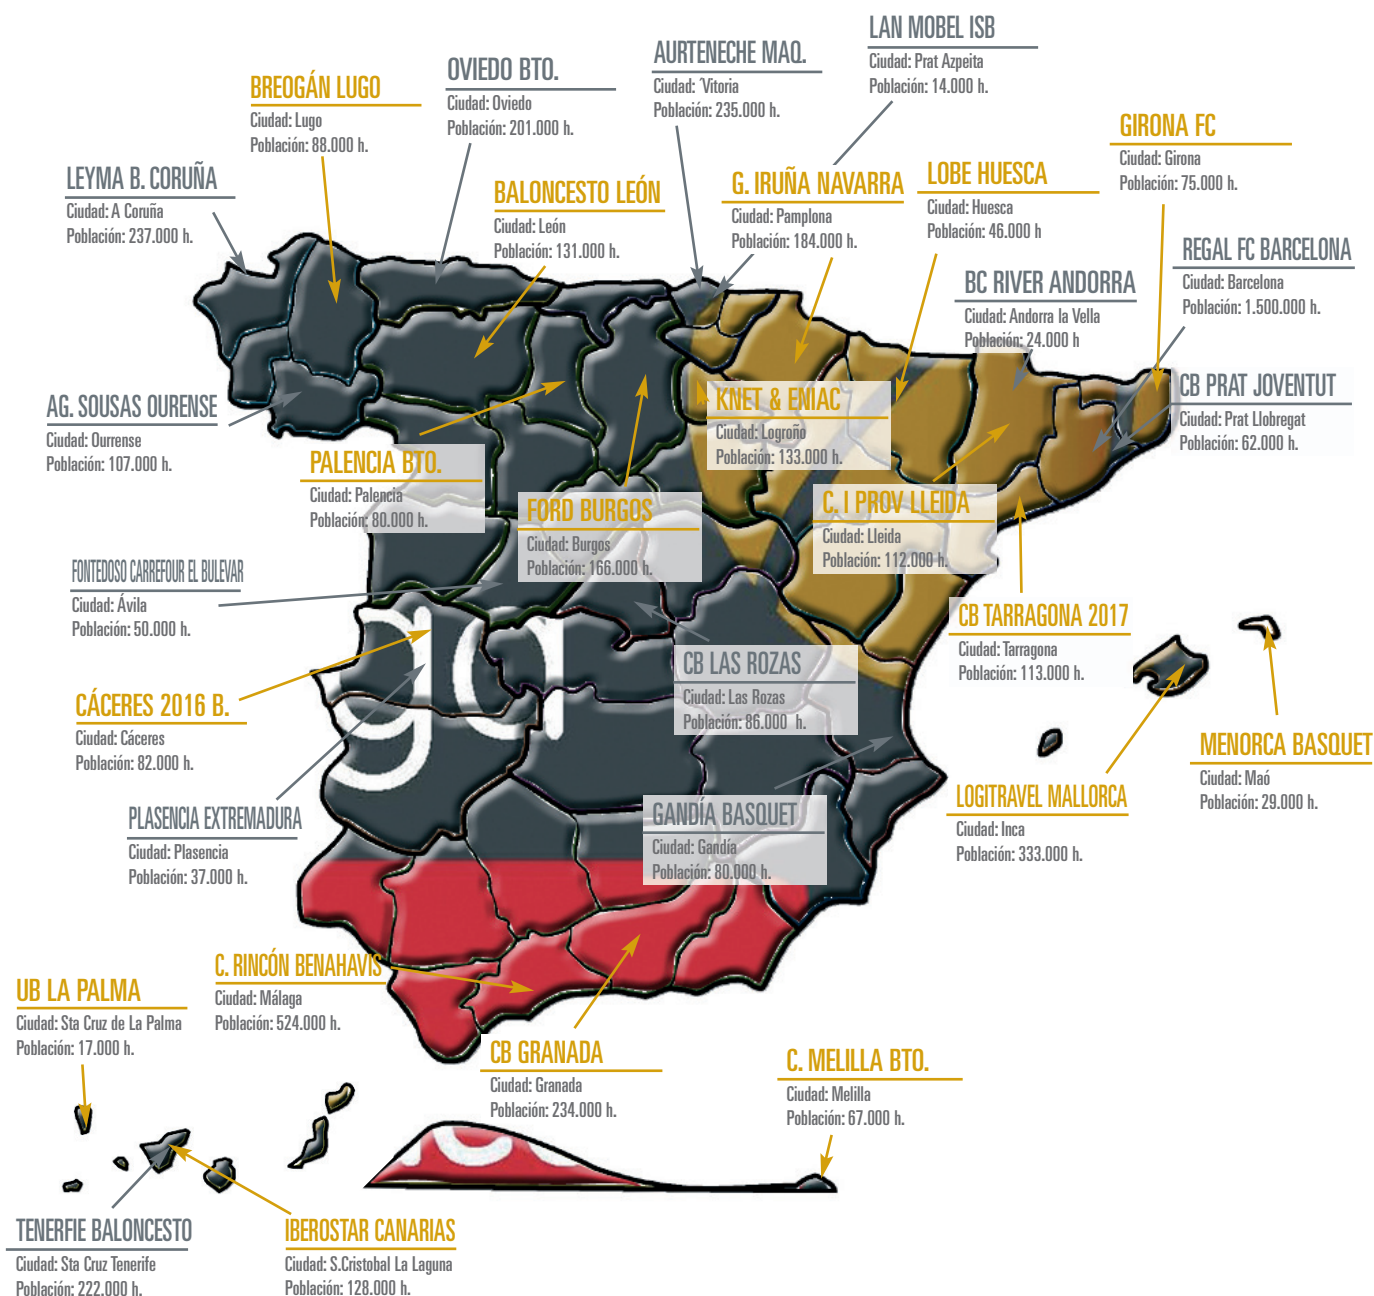 LAN MOBEL ISB
Ciudad: Prat Azpeita
Población: 14.000 h.
AURTENECHE MAQ.
Ciudad: ´Vitoria
Población: 235.000 h.
OVIEDO BTO.
Ciudad: Oviedo
Población: 201.000 h.
BREOGÁN LUGO
Ciudad: Lugo
Población: 88.000 h.
GIRONA FC
Ciudad: Girona
Población: 75.000 h.
LEYMA B. CORUÑA
Ciudad: A Coruña
Población: 237.000 h.
BALONCESTO LEÓN
Ciudad: León
Población: 131.000 h.
G. IRUÑA NAVARRA
Ciudad: Pamplona
Población: 184.000 h.
LOBE HUESCA
Ciudad: Huesca
Población: 46.000 h
REGAL FC BARCELONA
Ciudad: Barcelona
Población: 1.500.000 h.
BC RIVER ANDORRA
Ciudad: Andorra la Vella
Población: 24.000 h
CB PRAT JOVENTUT
Ciudad: Prat Llobregat
Población: 62.000 h.
AG. SOUSAS OURENSE
Ciudad: Ourrense
Población: 107.000 h.
KNET & ENIAC
Ciudad: Logroño
Población: 133.000 h.
PALENCIA BTO.
Ciudad: Palencia
Población: 80.000 h.
FORD BURGOS
Ciudad: Burgos
Población: 166.000 h.
C. I PROV LLEIDA
Ciudad: Lleida
Población: 112.000 h.
FONTEDOSO CARREFOUR EL BULEVAR
Ciudad: Ávila
Población: 50.000 h.
ga
CB TARRAGONA 2017
Ciudad: Tarragona
Población: 113.000 h.
CB LAS ROZAS
Ciudad: Las Rozas
Población: 86.000 h.
CÁCERES 2016 B.
Ciudad: Cáceres
Población: 82.000 h.
MENORCA BASQUET
Ciudad: Maó
Población: 29.000 h.
LOGITRAVEL MALLORCA
Ciudad: Inca
Población: 333.000 h.
PLASENCIA EXTREMADURA
Ciudad: Plasencia
Población: 37.000 h.
GANDÍA BASQUET
Ciudad: Gandía
Población: 80.000 h.
C. RINCÓN BENAHAVIS
Ciudad: Málaga
Población: 524.000 h.
UB LA PALMA
Ciudad: Sta Cruz de La Palma
Población: 17.000 h.
CB GRANADA
Ciudad: Granada
Población: 234.000 h.
C. MELILLA BTO.
Ciudad: Melilla
Población: 67.000 h.
TENERFIE BALONCESTO
Ciudad: Sta Cruz Tenerife
Población: 222.000 h.
IBEROSTAR CANARIAS
Ciudad: S.Cristobal La Laguna
Población: 128.000 h.